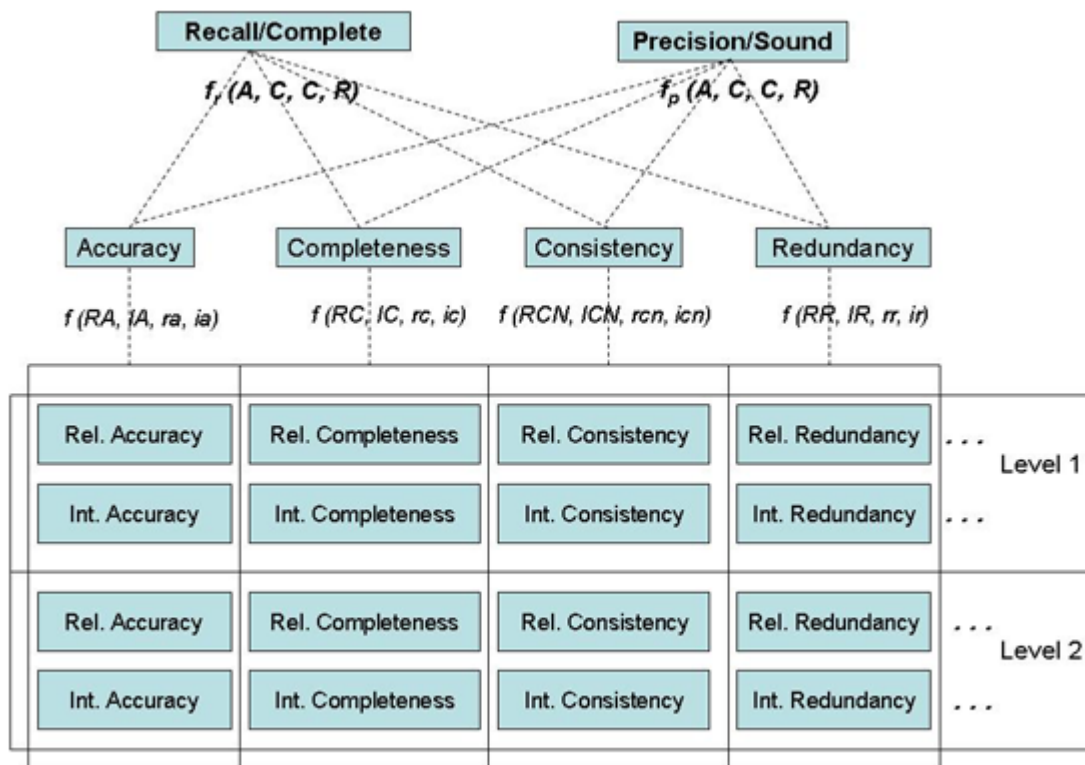 Recall/Complete
Precision/Sound
fr (A, C, C, R)
fp (A, C, C, R)
Accuracy
Completeness
Consistency
Redundancy
f (RA, IA, ra, ia)
f (RC, IC, rc, ic)
f (RCN, ICN, rcn, icn)
f (RR, IR, rr, ir)
Rel. Accuracy
Rel. Completeness
Rel. Consistency
Rel. Redundancy
. . .
Level 1
Int. Accuracy
Int. Completeness
Int. Consistency
Int. Redundancy
. . .
Rel. Accuracy
Rel. Completeness
Rel. Consistency
Rel. Redundancy
. . .
Level 2
Int. Accuracy
Int. Completeness
Int. Consistency
Int. Redundancy
. . .